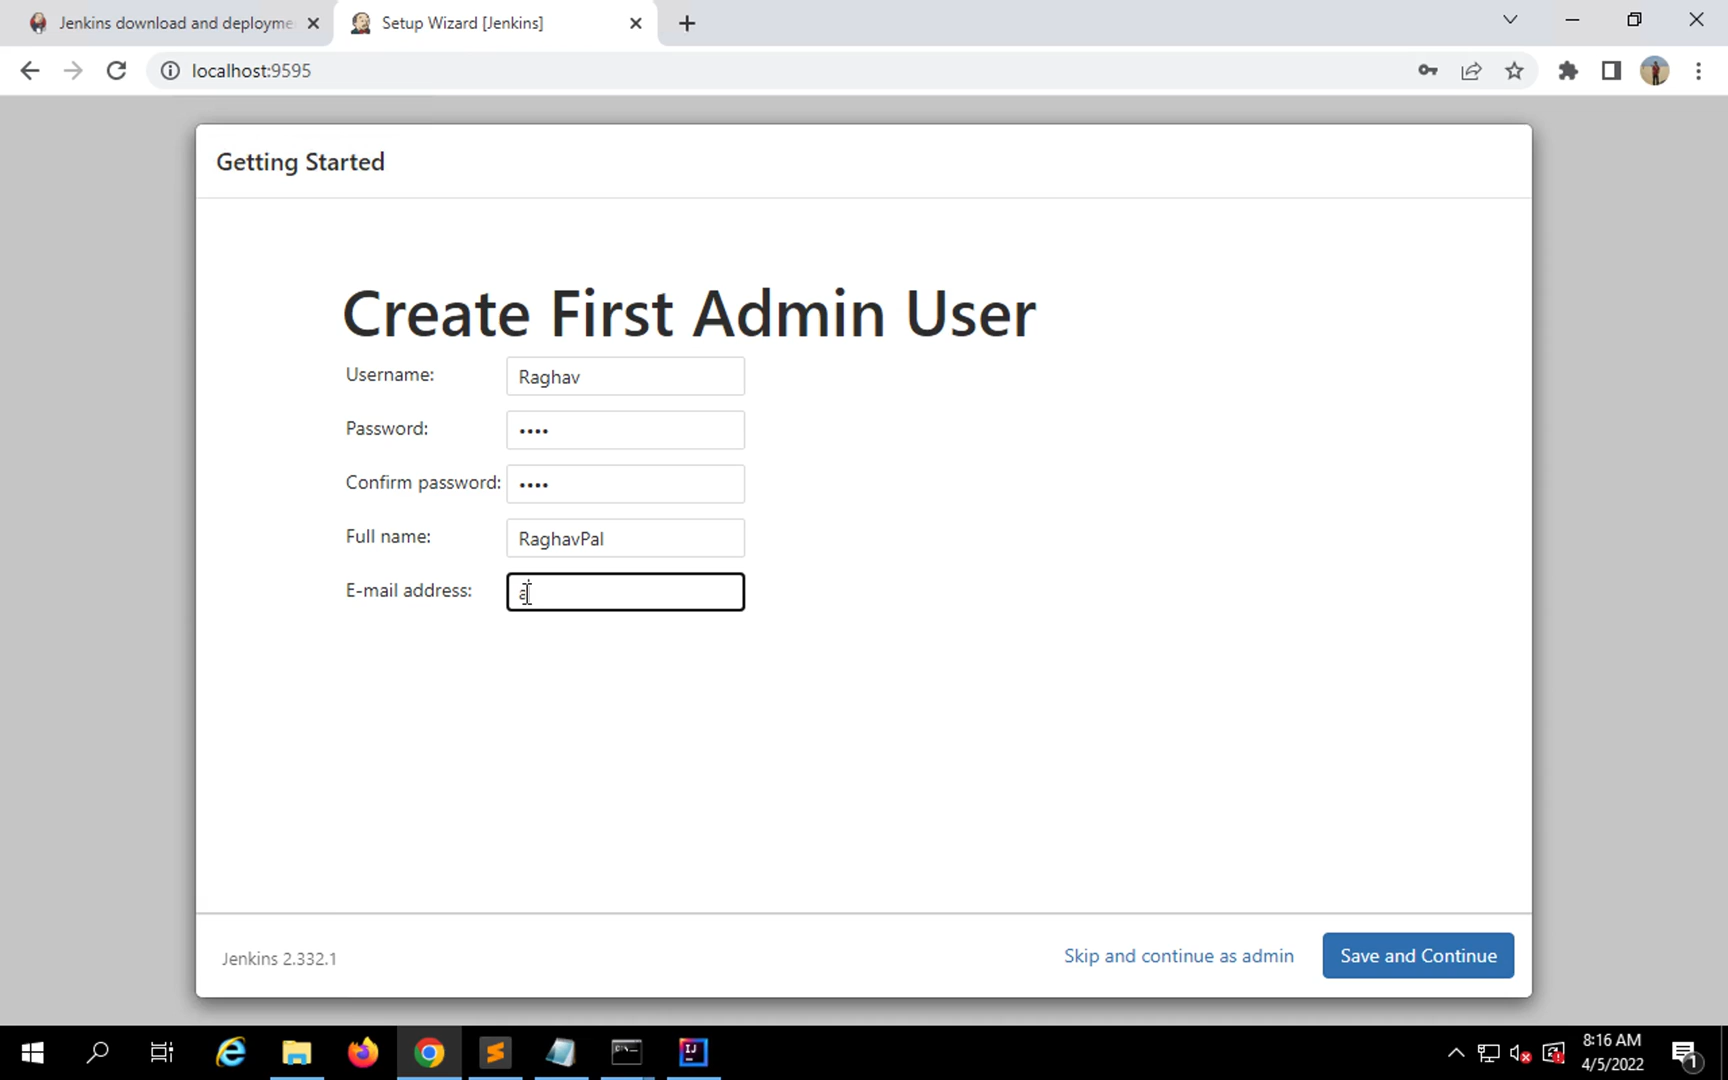 Jenkins download and deployme
Setup Wizard [Jenkins]
localhost:9595
Getting Started
Create First Admin User
Username:
Raghav
Password:
••••
Confirm password:
••••
Full name:
RaghavPal
E-mail address:
a
Jenkins 2.332.1
Skip and continue as admin
Save and Continue
8:16 AM
4/5/2022
1